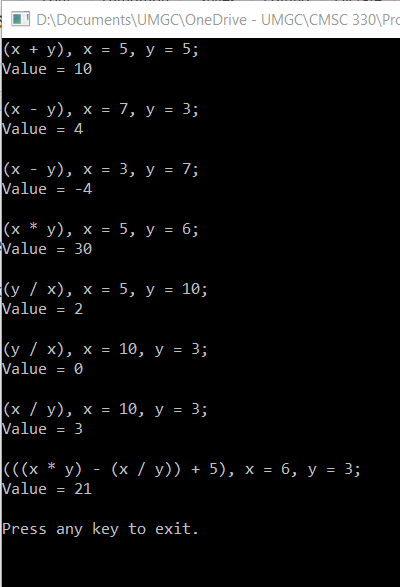 D:\Documents\UMGC\OneDrive - UMGC\CMSC 330\Pro
(x + y), x = 5, y = 5;
Value = 10
(x - y), x = 7, y = 3;
Value = 4
(x - y), x = 3, y = 7;
Value = -4
(x * y), x = 5, y = 6;
Value = 30
(y / x), x = 5, y = 10;
Value = 2
(y / x), x = 10, y = 3;
Value = 0
(x / y), x = 10, y = 3;
Value = 3
(((x * y) - (x / y)) + 5), x = 6, y = 3;
Value = 21
Press any key to exit.